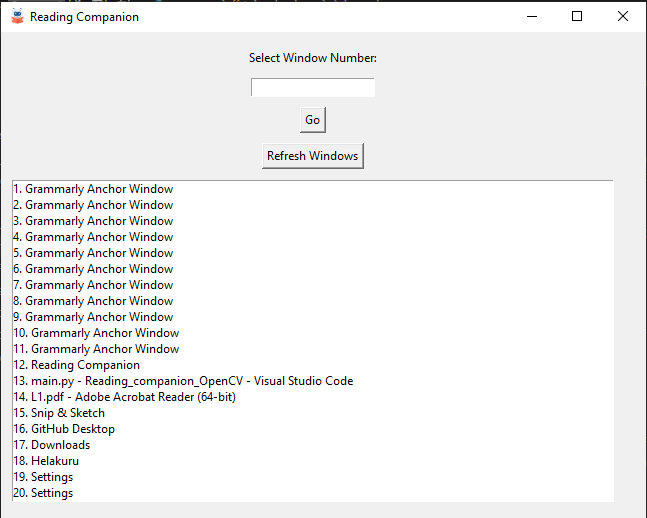 Reading Companion
Select Window Number:
Go
Refresh Windows
1. Grammarly Anchor Window
2. Grammarly Anchor Window
3. Grammarly Anchor Window
4. Grammarly Anchor Window
5. Grammarly Anchor Window
6. Grammarly Anchor Window
7. Grammarly Anchor Window
8. Grammarly Anchor Window
9. Grammarly Anchor Window
10. Grammarly Anchor Window
11. Grammarly Anchor Window
12. Reading Companion
13. main.py - Reading_companion_OpenCV - Visual Studio Code
14. L1.pdf - Adobe Acrobat Reader (64-bit)
15. Snip & Sketch
16. GitHub Desktop
17. Downloads
18. Helakuru
19. Settings
20. Settings